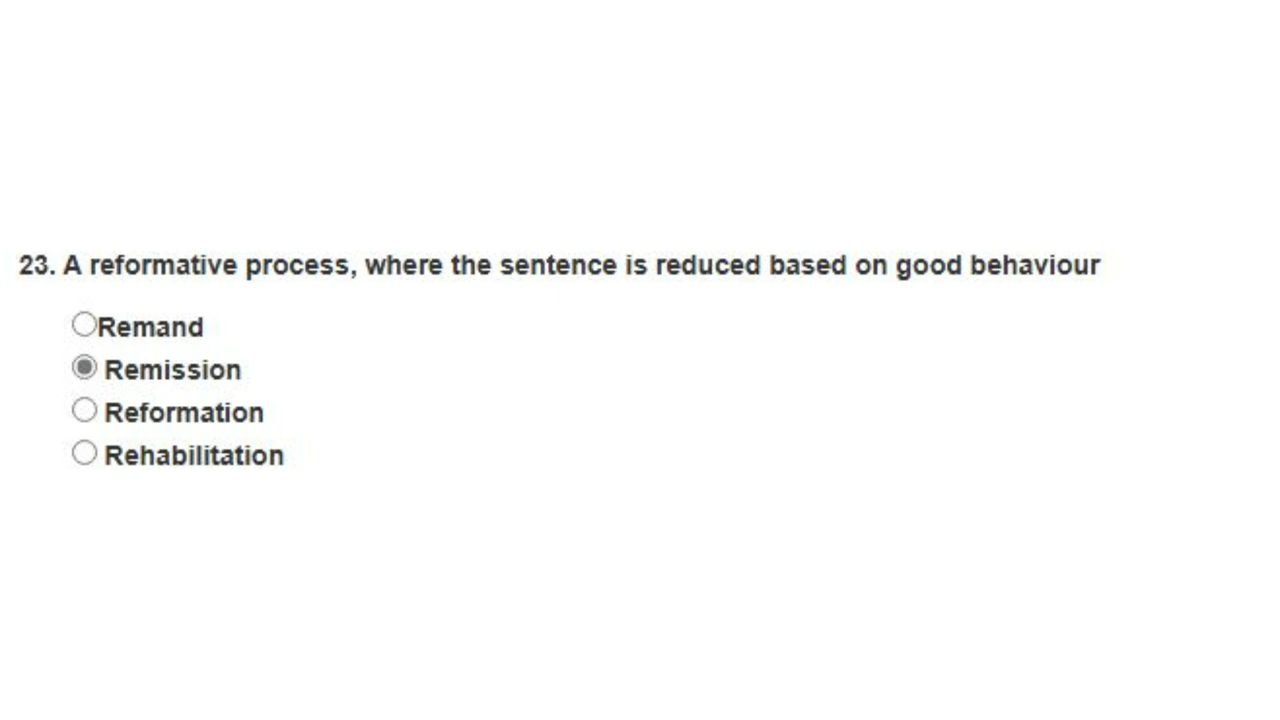 23. A reformative process, where the sentence is reduced based on good behaviour
Remand
Remission
Reformation
Rehabilitation